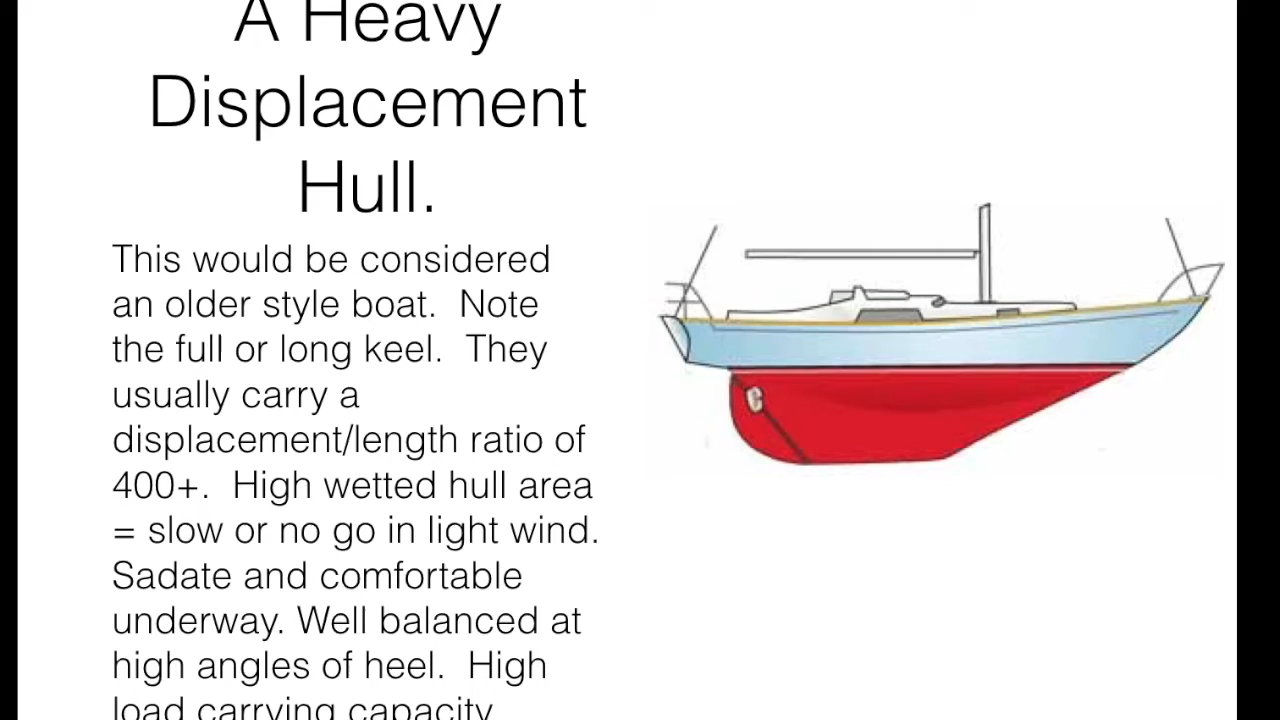 A Heavy
Displacement
Hull.
This would be considered
an older style boat.  Note
the full or long keel.  They
usually carry a
displacement/length ratio of
400+.  High wetted hull area
= slow or no go in light wind.
Sadate and comfortable
underway. Well balanced at
high angles of heel.  High
load carrying capacity